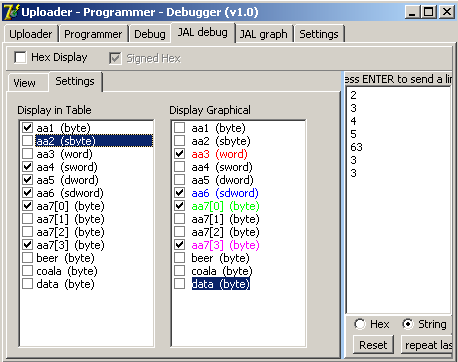 Uploader - Programmer - Debugger (v1.0)
Uploader Programmer Debug JAL debug JAL graph Settings
Hex Display Signed Hex
View Settings
Display in Table
aa1 (byte)
aa2 (sbyte)
aa3 (word)
aa4 (sword)
aa5 (dword)
aa6 (sdword)
aa7[0] (byte)
aa7[1] (byte)
aa7[2] (byte)
aa7[3] (byte)
beer (byte)
coala (byte)
data (byte)
Display Graphical
aa1 (byte)
aa2 (sbyte)
aa3 (word)
aa4 (sword)
aa5 (dword)
aa6 (sdword)
aa7[0] (byte)
aa7[1] (byte)
aa7[2] (byte)
aa7[3] (byte)
beer (byte)
coala (byte)
data (byte)
ess ENTER to send a lin
2
3
4
5
63
3
3
Hex String
Reset repeat las